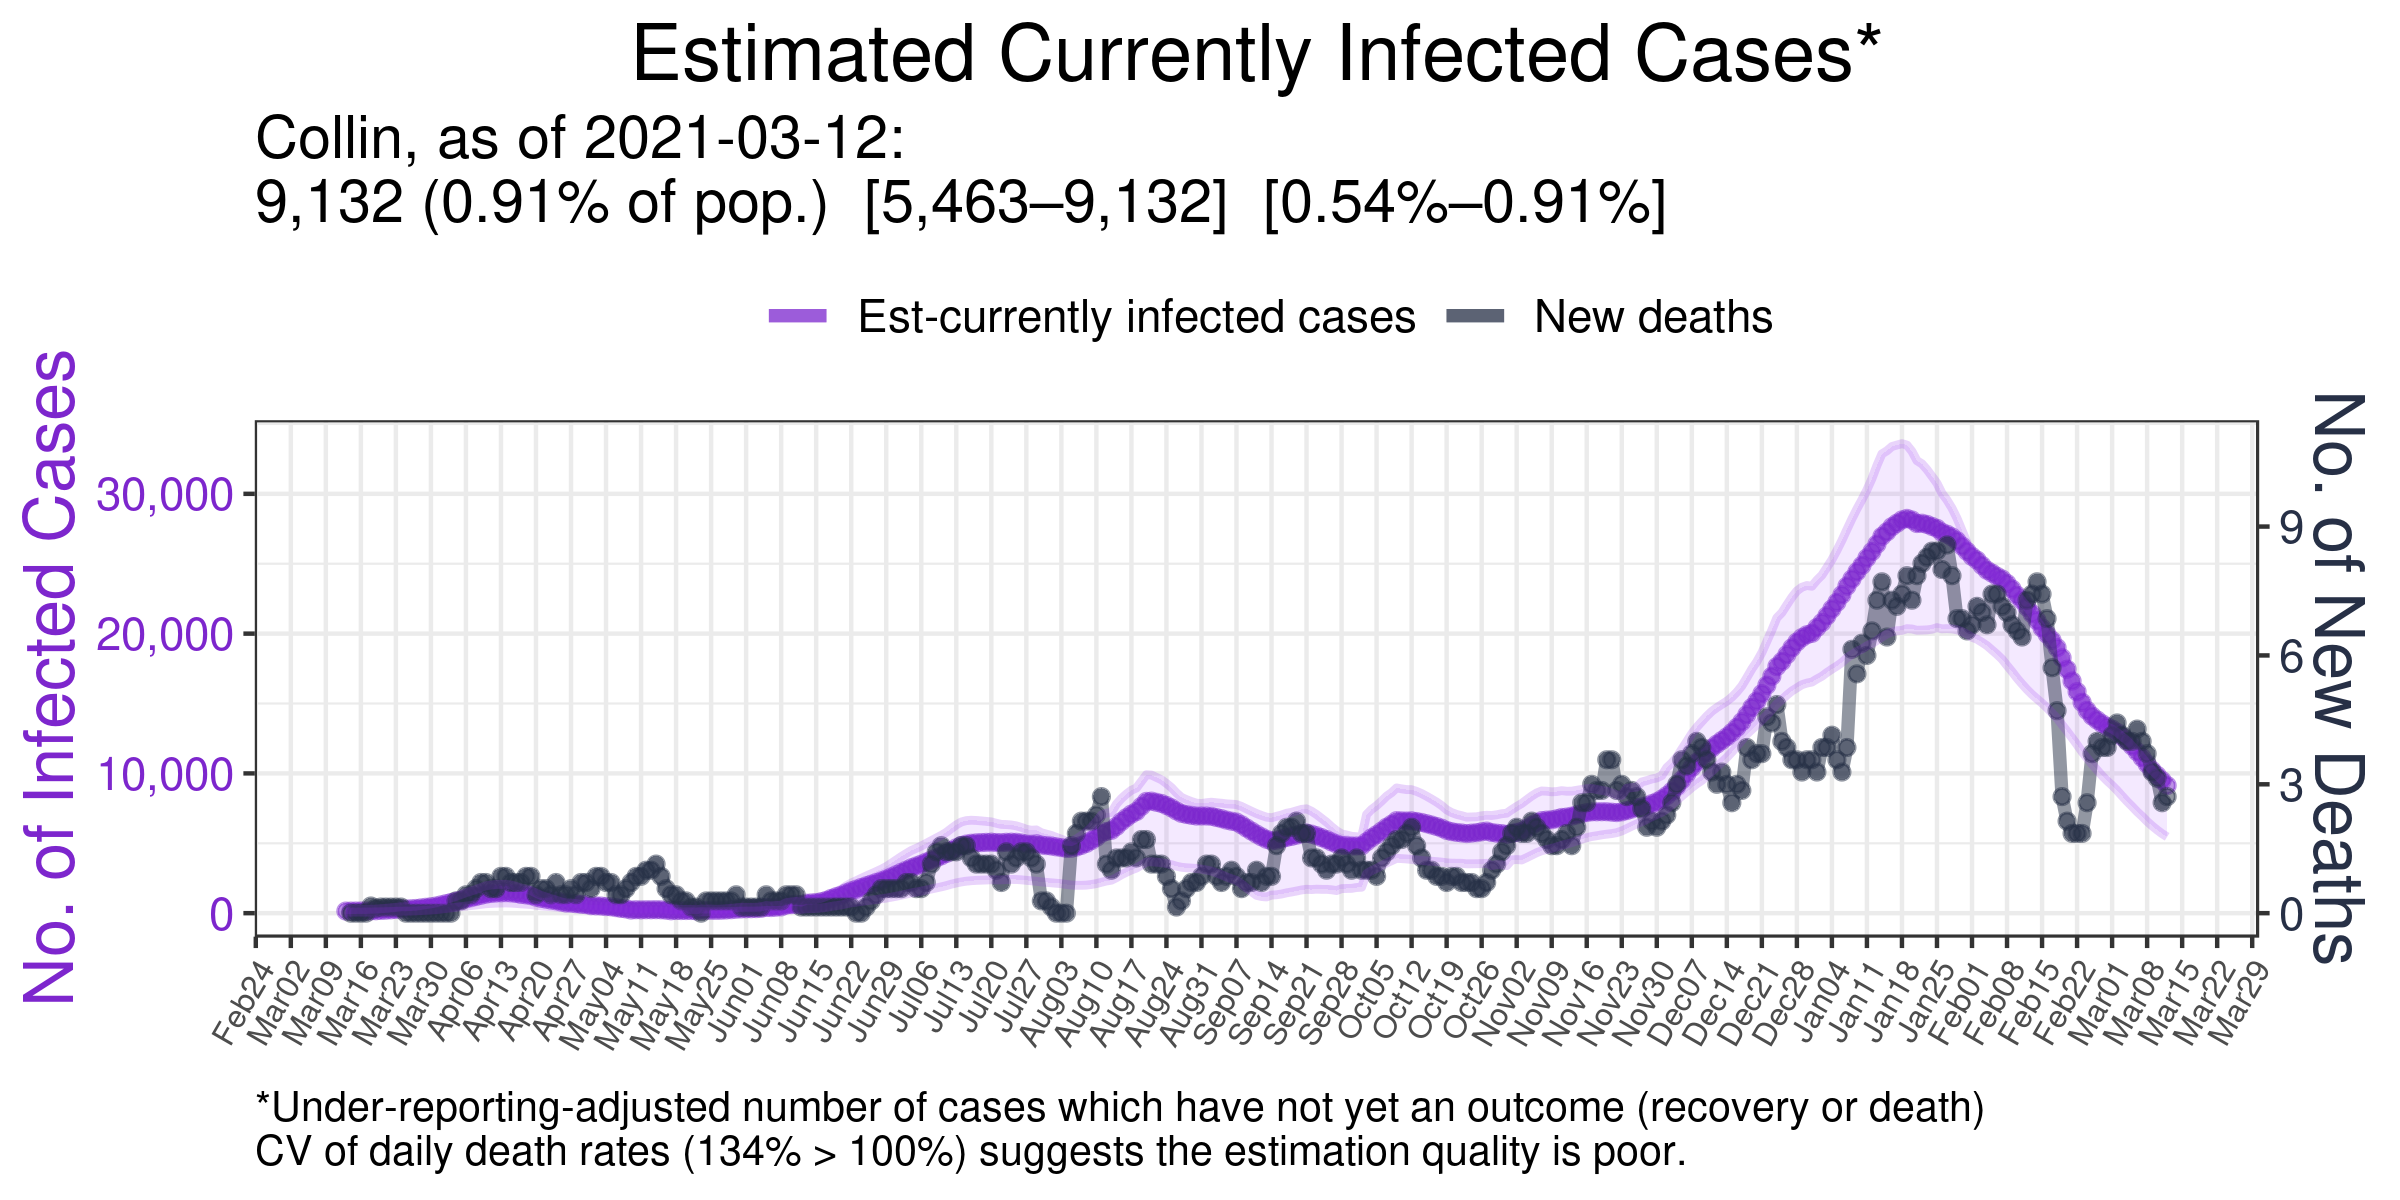 Estimated Currently Infected Cases*
Collin, as of 2021-03-12:
9,132 (0.91% of pop.)  [5,463–9,132]  [0.54%–0.91%]
Est-currently infected cases
New deaths
No. of Infected Cases
30,000
20,000
10,000
0
9
6
3
0
No. of New Deaths
Feb24
Mar02
Mar09
Mar16
Mar23
Mar30
Apr06
Apr13
Apr20
Apr27
May04
May11
May18
May25
Jun01
Jun08
Jun15
Jun22
Jun29
Jul06
Jul13
Jul20
Jul27
Aug03
Aug10
Aug17
Aug24
Aug31
Sep07
Sep14
Sep21
Sep28
Oct05
Oct12
Oct19
Oct26
Nov02
Nov09
Nov16
Nov23
Nov30
Dec07
Dec14
Dec21
Dec28
Jan04
Jan11
Jan18
Jan25
Feb01
Feb08
Feb15
Feb22
Mar01
Mar08
Mar15
Mar22
Mar29
*Under-reporting-adjusted number of cases which have not yet an outcome (recovery or death)
CV of daily death rates (134% > 100%) suggests the estimation quality is poor.